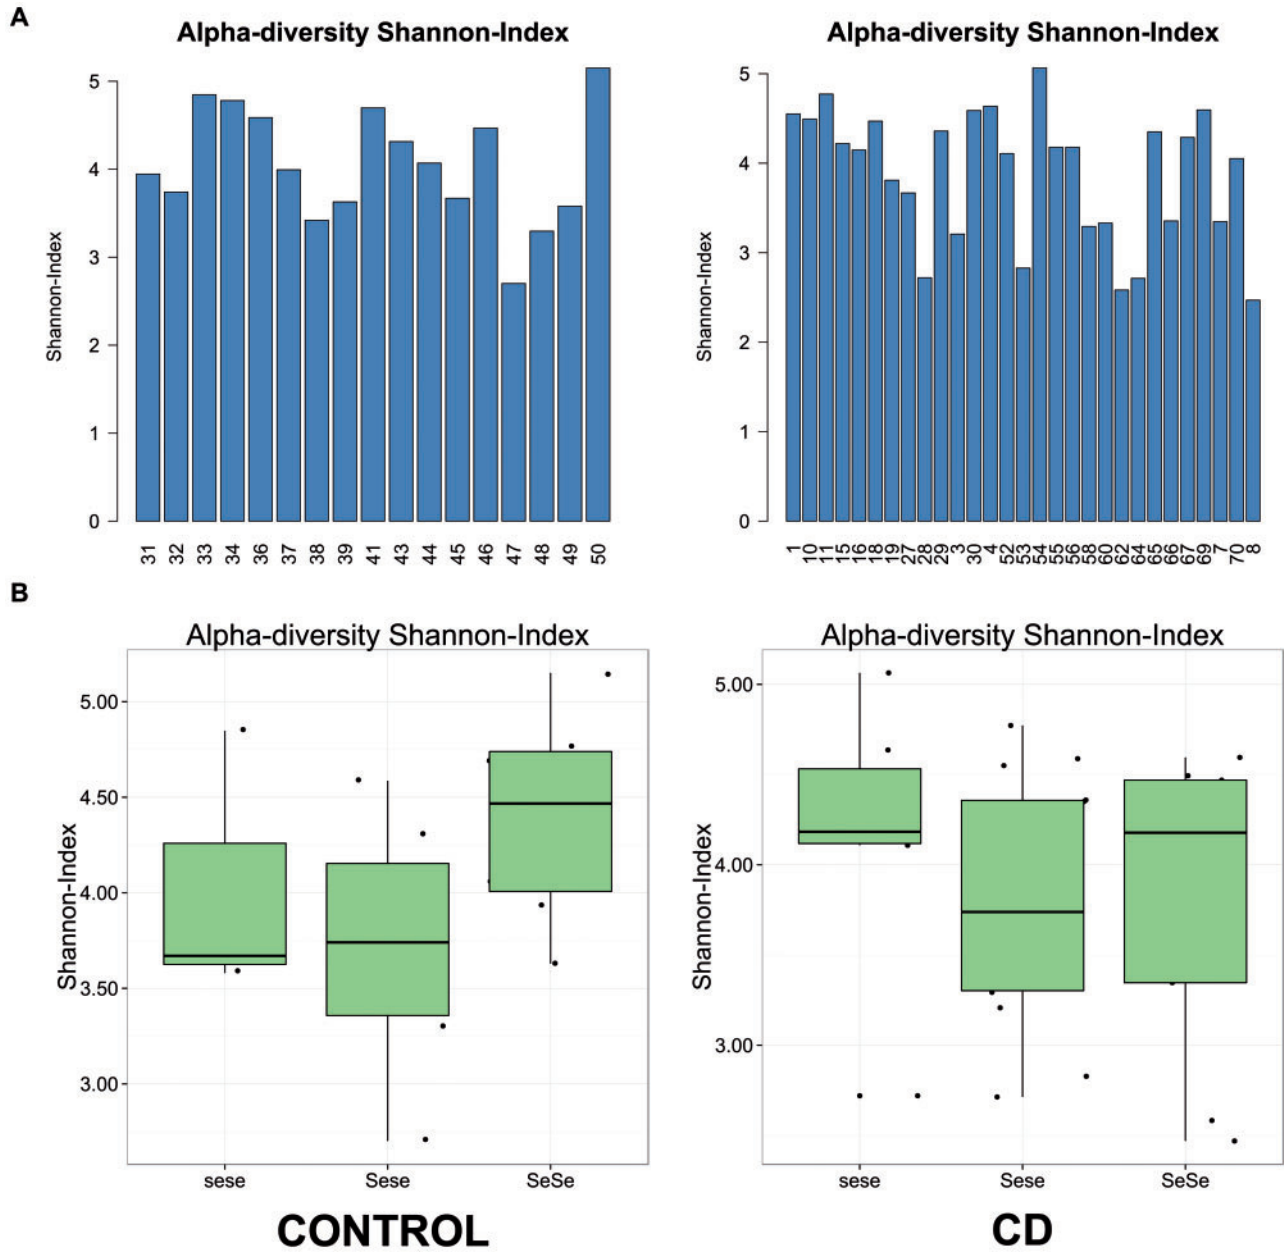 A
Alpha-diversity Shannon-Index
Shannon-Index
5
4
3
2
1
0
31 32 33 34 36 37 38 39 41 43 44 45 46 47 48 49 50
Alpha-diversity Shannon-Index
Shannon-Index
5
4
3
2
1
0
1 10 11 15 16 18 19 27 28 29 3 30 4 52 53 54 55 56 58 60 62 64 65 66 67 69 7 70 8
B
Alpha-diversity Shannon-Index
Shannon-Index
5.00
4.50
4.00
3.50
3.00
sese Sese SeSe
CONTROL
Alpha-diversity Shannon-Index
Shannon-Index
5.00
4.00
3.00
sese Sese SeSe
CD